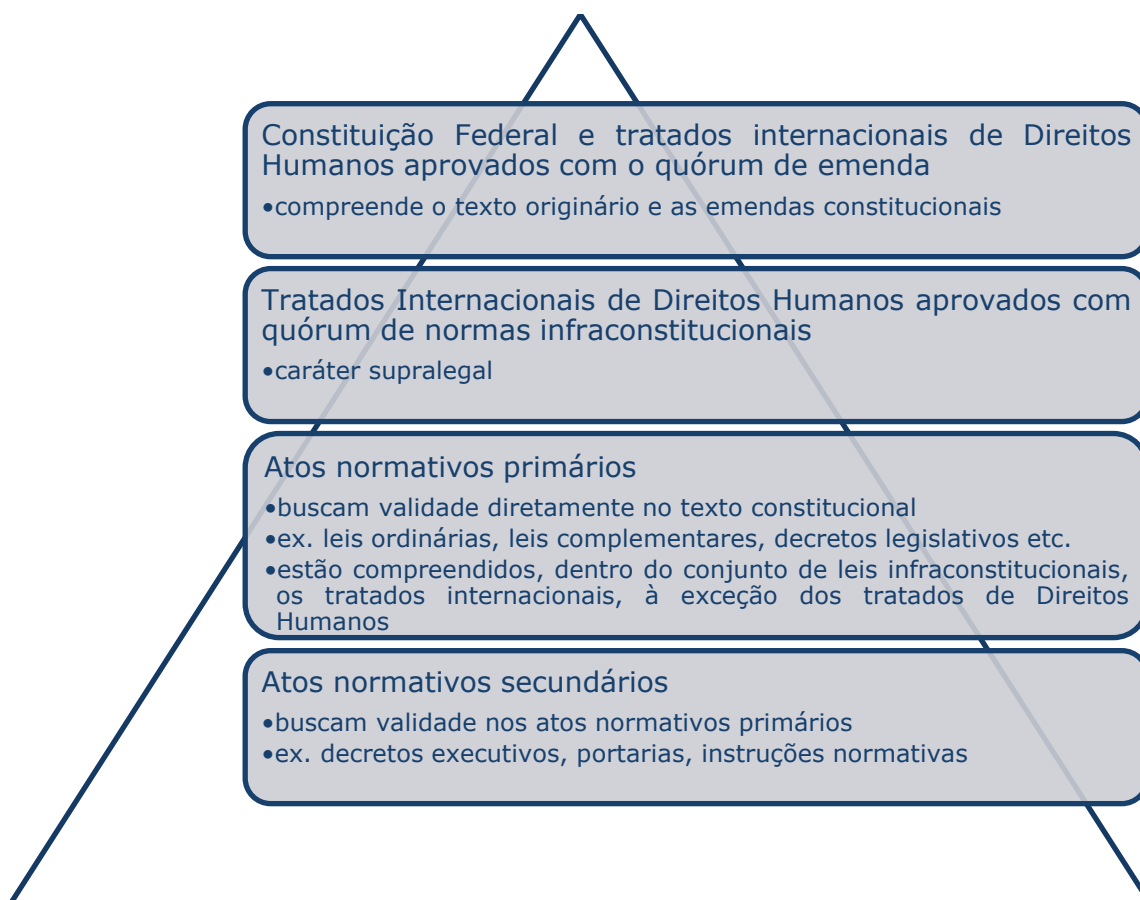 Constituição Federal e tratados internacionais de Direitos
Humanos aprovados com o quórum de emenda
•compreende o texto originário e as emendas constitucionais
Tratados Internacionais de Direitos Humanos aprovados com
quórum de normas infraconstitucionais
•caráter supralegal
Atos normativos primários
•buscam validade diretamente no texto constitucional
•ex. leis ordinárias, leis complementares, decretos legislativos etc.
•estão compreendidos, dentro do conjunto de leis infraconstitucionais,
os tratados internacionais, à exceção dos tratados de Direitos
Humanos
Atos normativos secundários
•buscam validade nos atos normativos primários
•ex. decretos executivos, portarias, instruções normativas